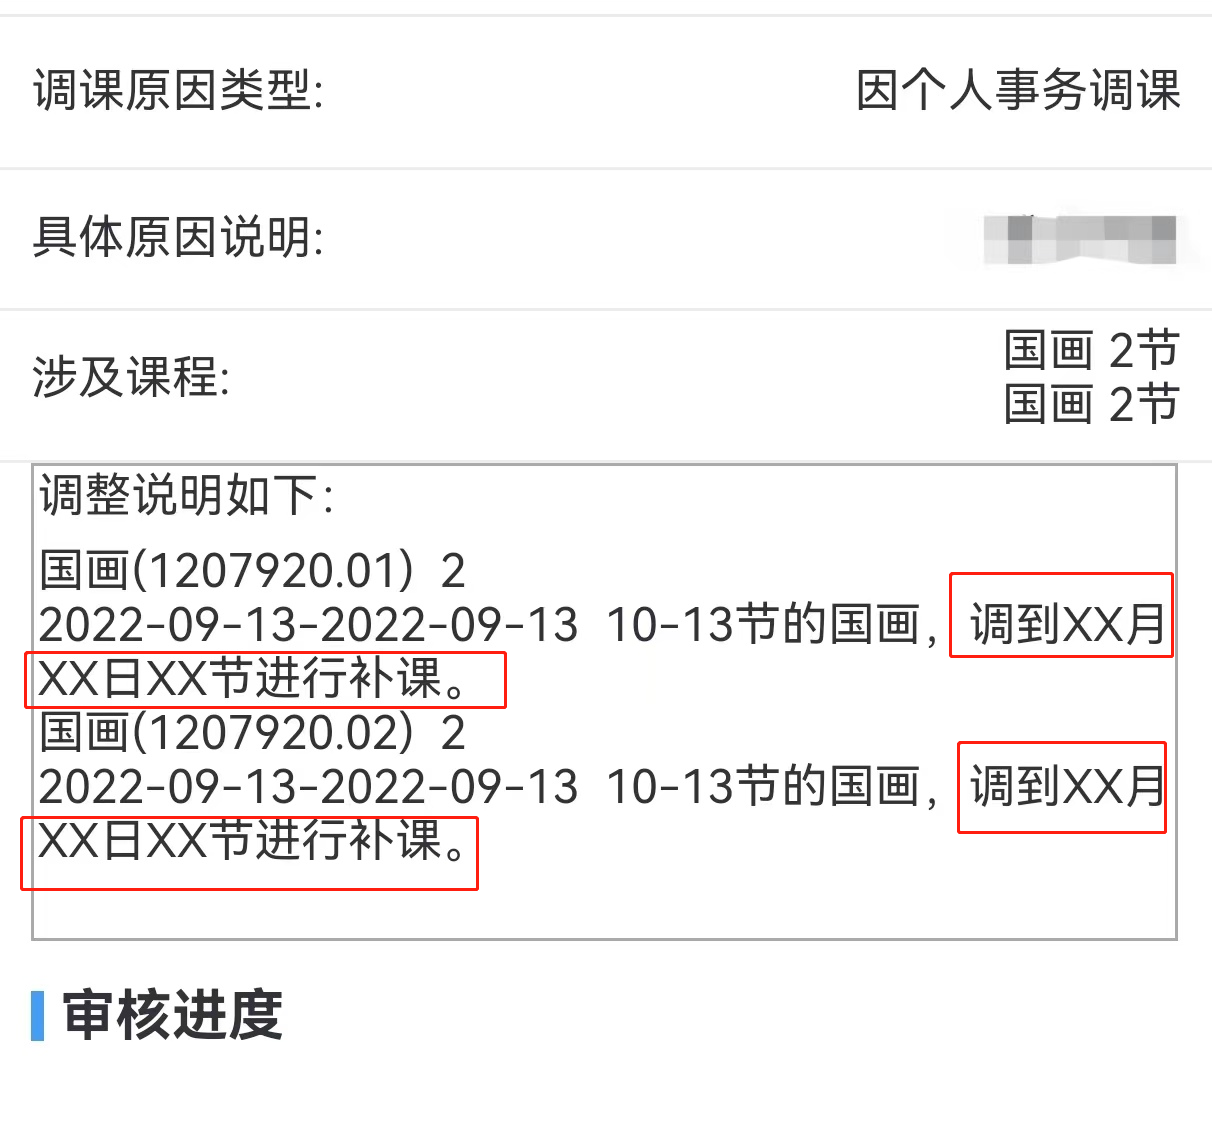 调课原因类型:
因个人事务调课
具体原因说明:
涉及课程:
国画 2节
国画 2节
调整说明如下：
国画(1207920.01）2
2022-09-13-2022-09-13 10-13节的国画，调到XX月
XX日XX节进行补课。
国画(1207920.02）2
2022-09-13-2022-09-13 10-13节的国画，调到XX月
XX日XX节进行补课。
审核进度